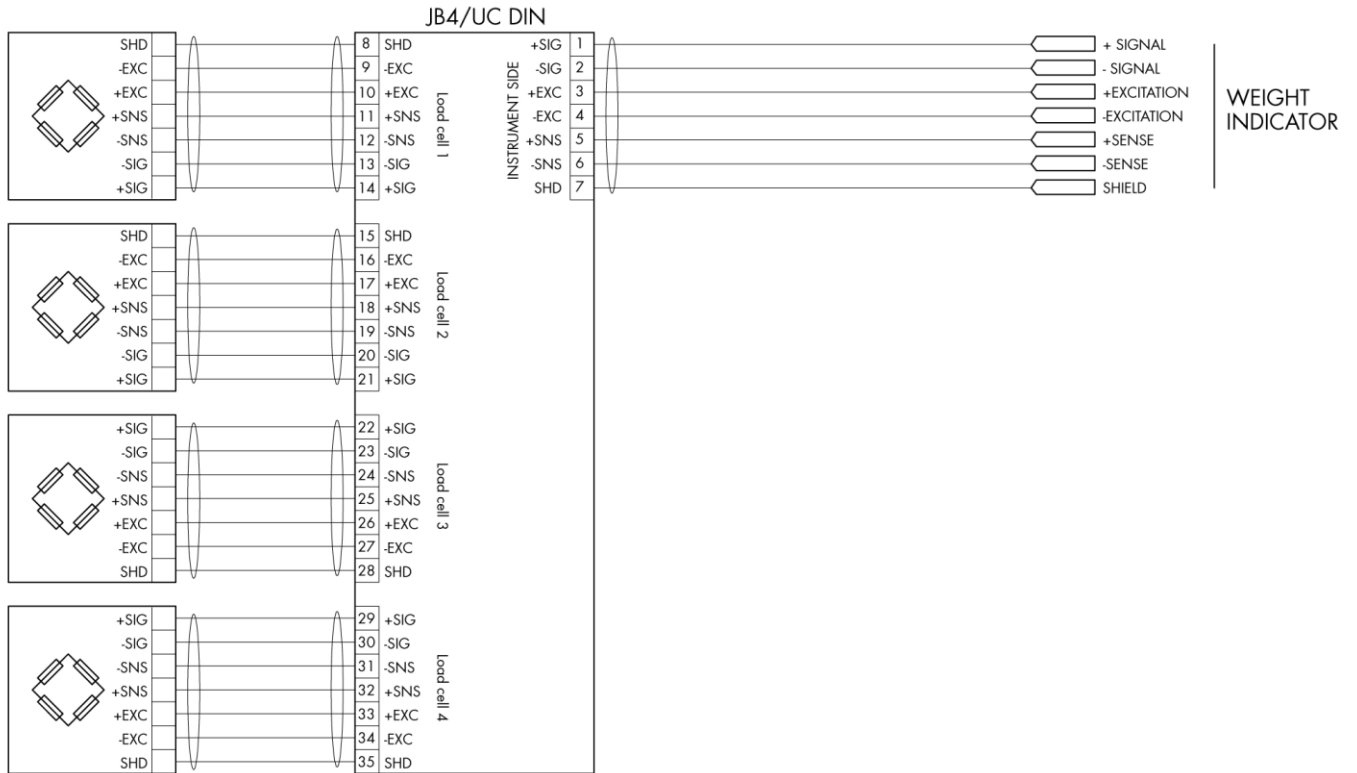 JB4/UC DIN
SHD 8 SHD
-EXC 9 -EXC
+EXC 10 +EXC
+SNS 11 +SNS
-SNS 12 -SNS
-SIG 13 -SIG
+SIG 14 +SIG
Load cell 1
INSTRUMENT SIDE
+SIG 1 + SIGNAL
-SIG 2 - SIGNAL
+EXC 3 +EXCITATION
-EXC 4 -EXCITATION
+SNS 5 +SENSE
-SNS 6 -SENSE
SHD 7 SHIELD
WEIGHT
INDICATOR
SHD 15 SHD
-EXC 16 -EXC
+EXC 17 +EXC
+SNS 18 +SNS
-SNS 19 -SNS
-SIG 20 -SIG
+SIG 21 +SIG
Load cell 2
+SIG 22 +SIG
-SIG 23 -SIG
-SNS 24 -SNS
+SNS 25 +SNS
+EXC 26 +EXC
-EXC 27 -EXC
SHD 28 SHD
Load cell 3
+SIG 29 +SIG
-SIG 30 -SIG
-SNS 31 -SNS
+SNS 32 +SNS
+EXC 33 +EXC
-EXC 34 -EXC
SHD 35 SHD
Load cell 4